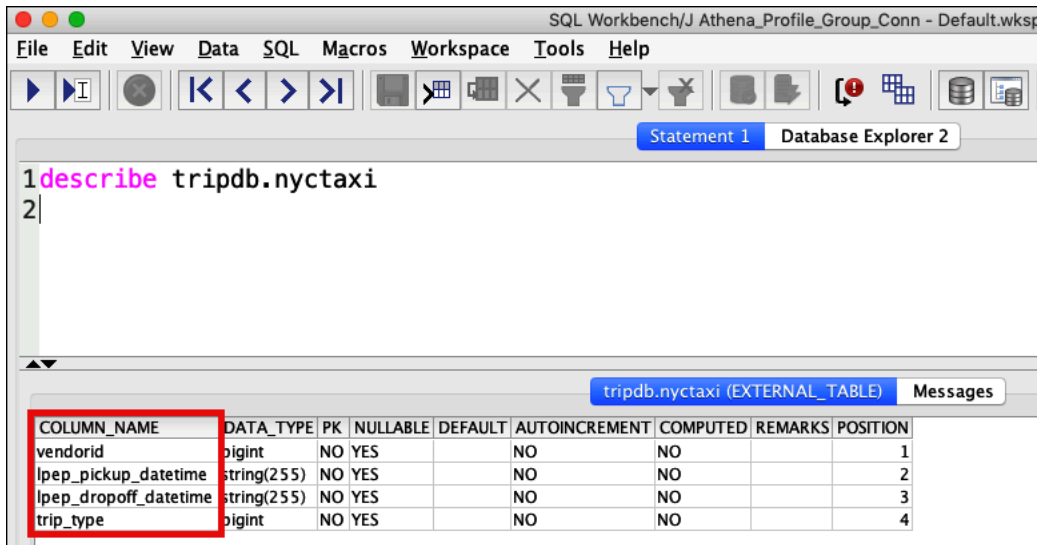 SQL Workbench/J Athena_Profile_Group_Conn - Default.wksp
File Edit View Data SQL Macros Workspace Tools Help
Statement 1 Database Explorer 2
1 describe tripdb.nyctaxi
2
tripdb.nyctaxi (EXTERNAL_TABLE) Messages
COLUMN_NAME DATA_TYPE PK NULLABLE DEFAULT AUTOINCREMENT COMPUTED REMARKS POSITION
vendorid bigint NO YES NO NO 1
lpep_pickup_datetime string(255) NO YES NO NO 2
lpep_dropoff_datetime string(255) NO YES NO NO 3
trip_type bigint NO YES NO NO 4